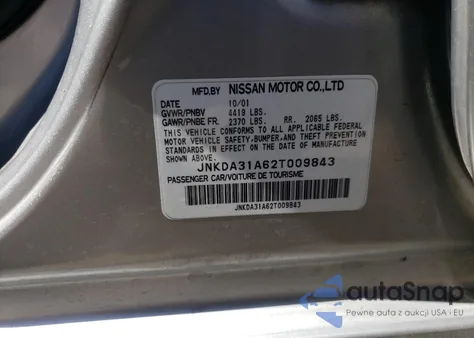 MFD.BY NISSAN MOTOR CO.,LTD
DATE 10/01
GVWR/PNBV 4419 LBS.
GAWR/PNBE FR. 2370 LBS. RR. 2065 LBS.
THIS VEHICLE CONFORMS TO ALL APPLICABLE FEDERAL
MOTOR VEHICLE SAFETY,BUMPER,AND THEFT PREVENTION
STANDARDS IN EFFECT ON THE DATE OF MANUFACTURE
SHOWN ABOVE.
JNKDA31A62T009843
PASSENGER CAR/VOITURE DE TOURISME
JNKDA31A62T009843
autoSnap
Pewne auta z aukcji USA i EU